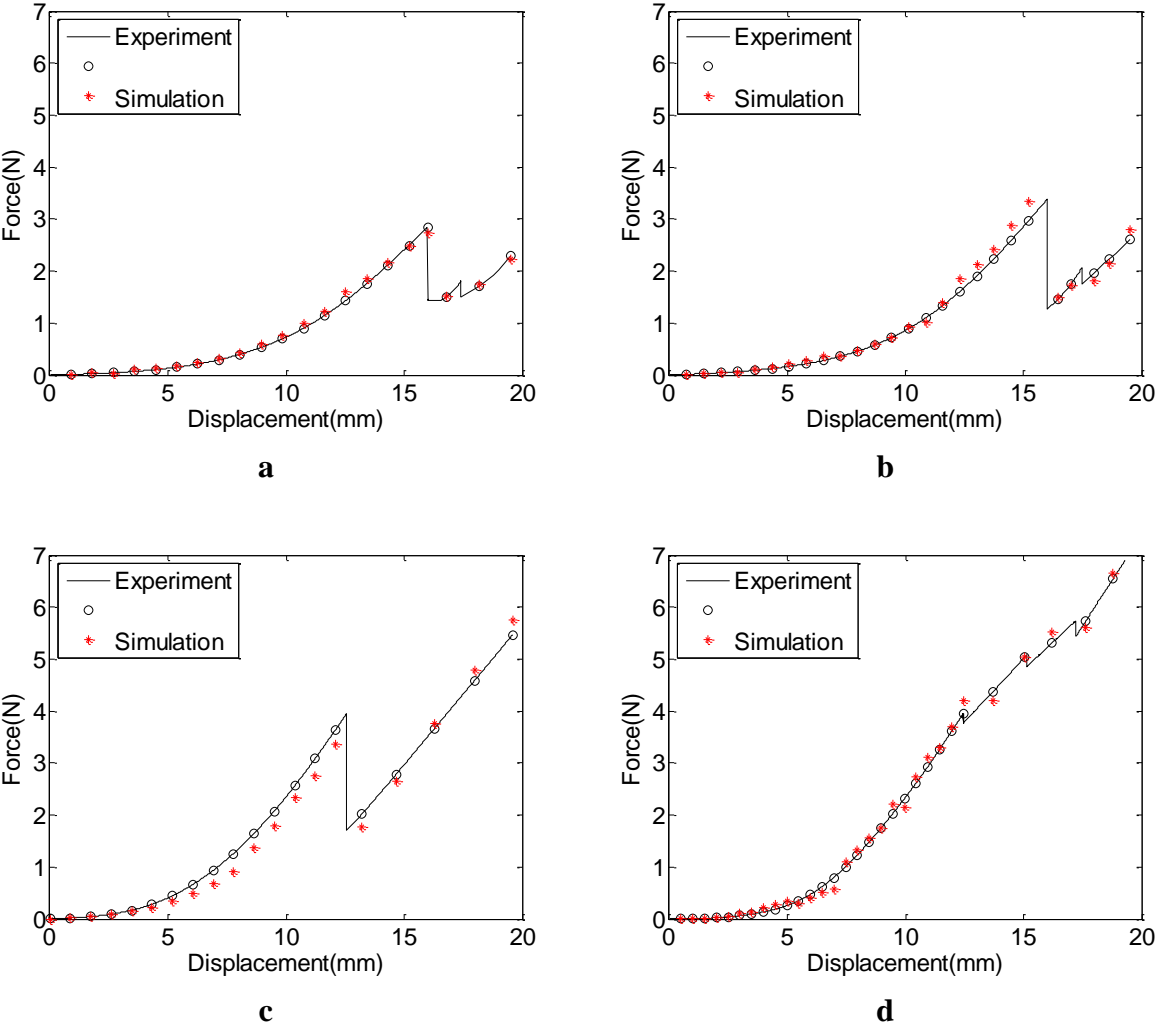 7
6
5
4
3
2
1
0
Force(N)
Experiment
Simulation
0 5 10 15 20
Displacement(mm)
a
7
6
5
4
3
2
1
0
Force(N)
Experiment
Simulation
0 5 10 15 20
Displacement(mm)
b
7
6
5
4
3
2
1
0
Force(N)
Experiment
Simulation
0 5 10 15 20
Displacement(mm)
c
7
6
5
4
3
2
1
0
Force(N)
Experiment
Simulation
0 5 10 15 20
Displacement(mm)
d